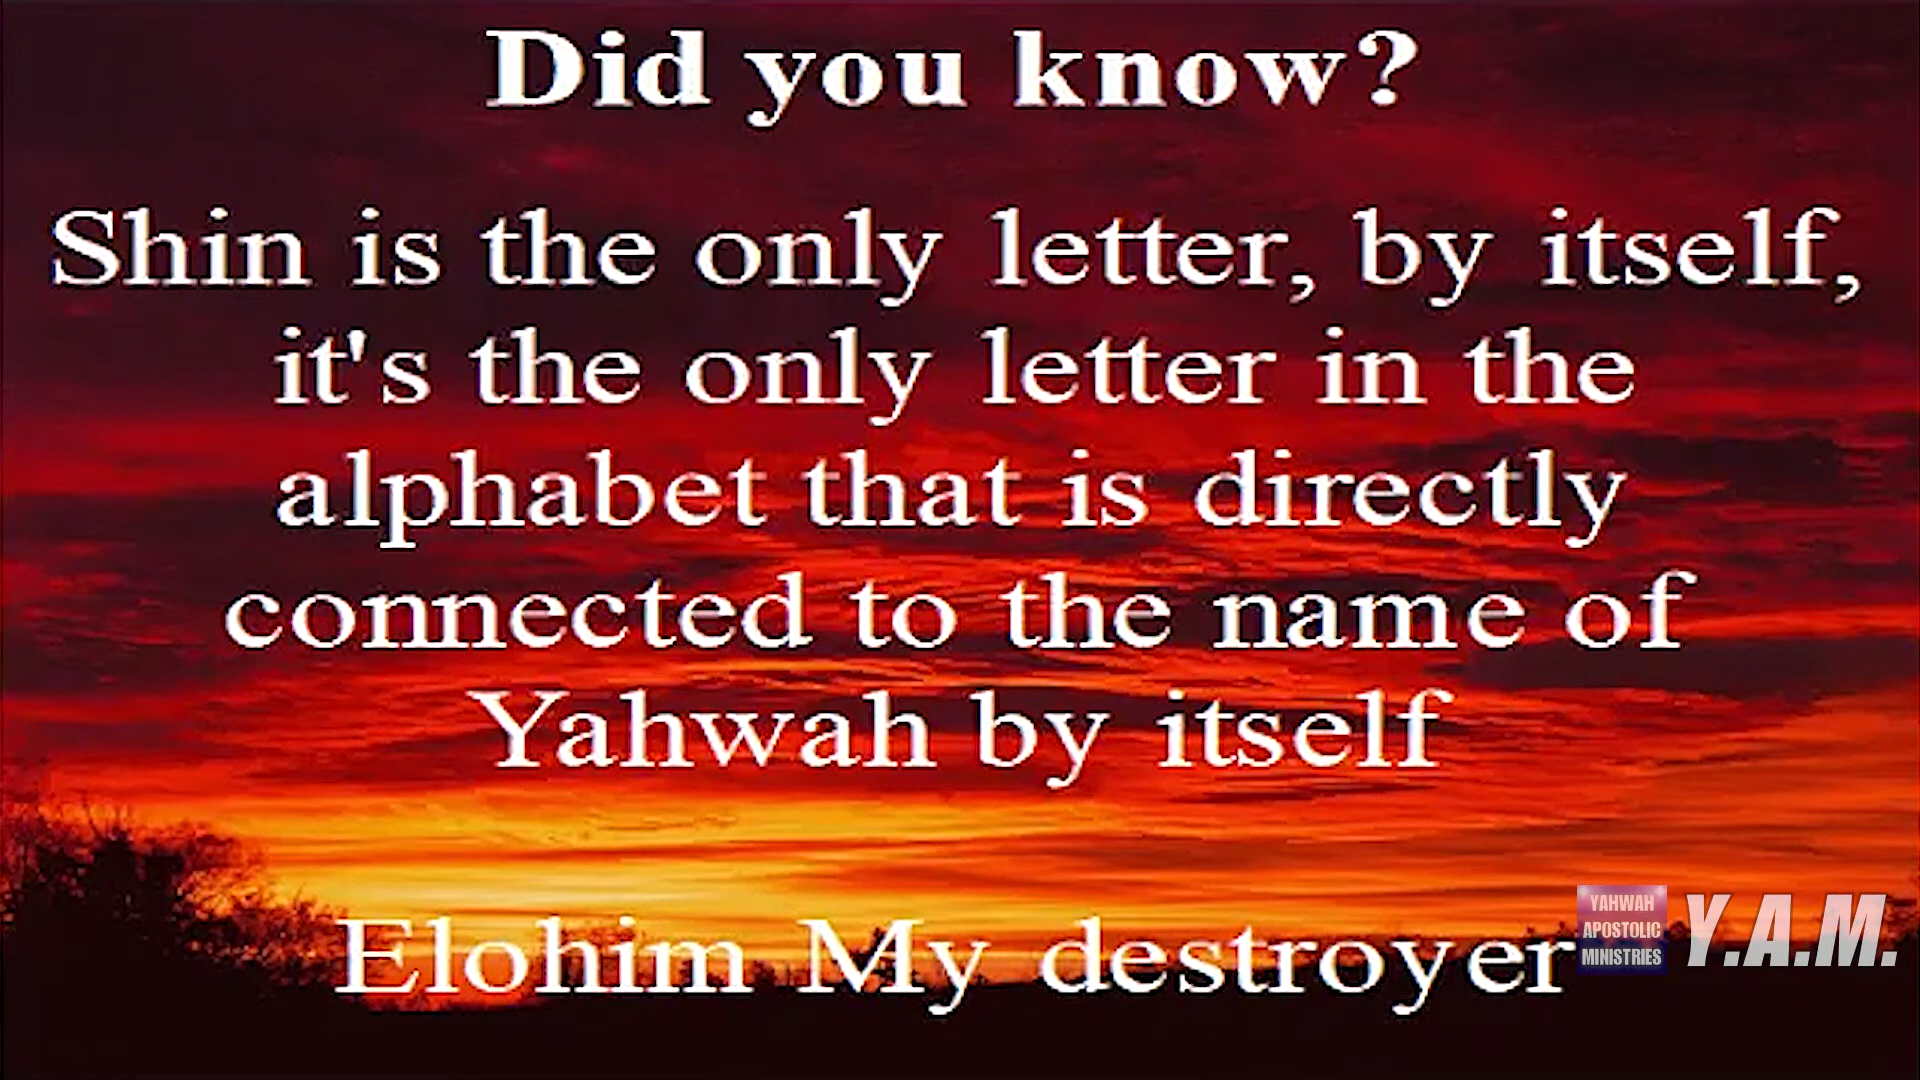 Did you know?
Shin is the only letter, by itself,
it's the only letter in the
alphabet that is directly
connected to the name of
Yahwah by itself
Elohim My destroyer
YAHWAH
APOSTOLIC
MINISTRIES
Y.A.M.